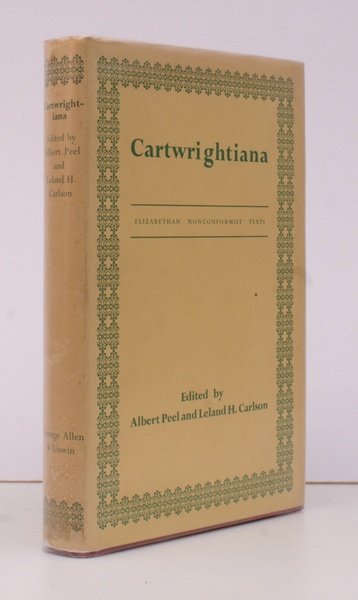 Cartwright-
iana
Edited by
Albert Peel
and
Leland H.
Carlson
George Allen
& Unwin
Cartwrightiana
ELIZABETHAN NONCONFORMIST TEXTS
Edited by
Albert Peel and Leland H. Carlson